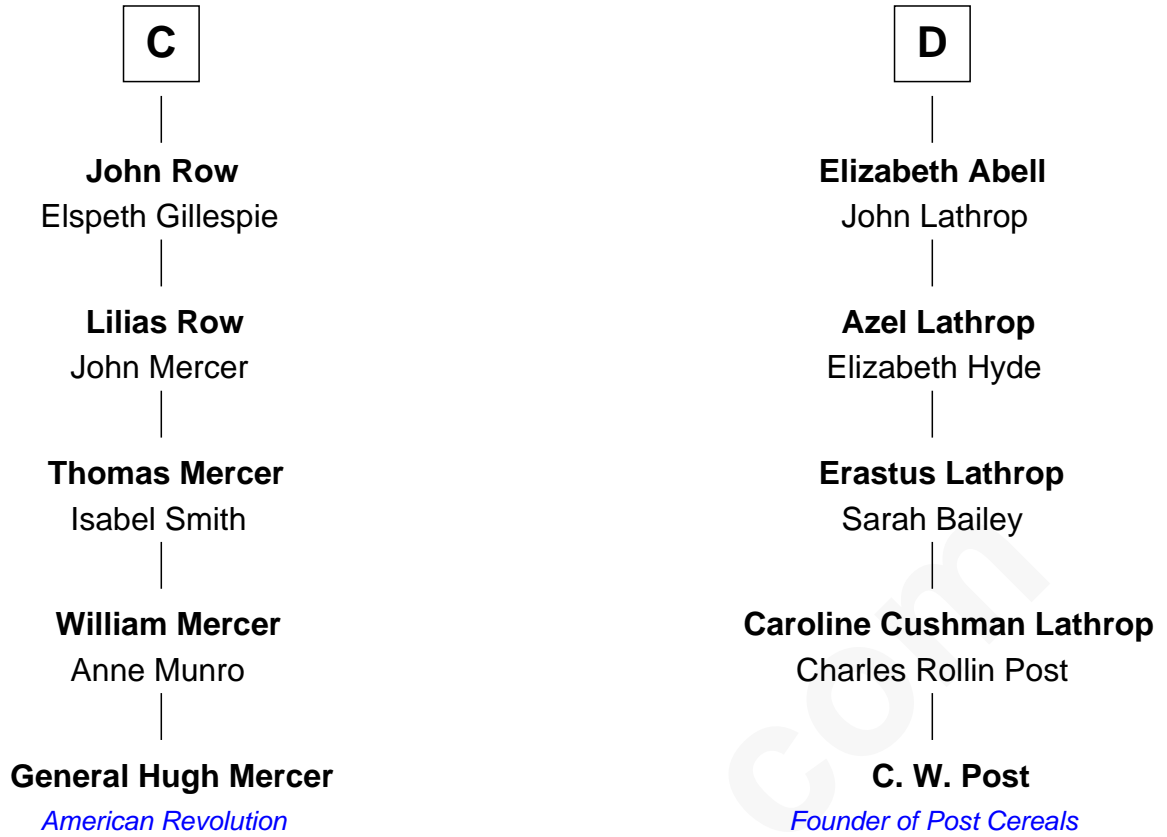 C
John Row
Elspeth Gillespie
Lilias Row
John Mercer
Thomas Mercer
Isabel Smith
William Mercer
Anne Munro
General Hugh Mercer
American Revolution
D
Elizabeth Abell
John Lathrop
Azel Lathrop
Elizabeth Hyde
Erastus Lathrop
Sarah Bailey
Caroline Cushman Lathrop
Charles Rollin Post
C. W. Post
Founder of Post Cereals
com